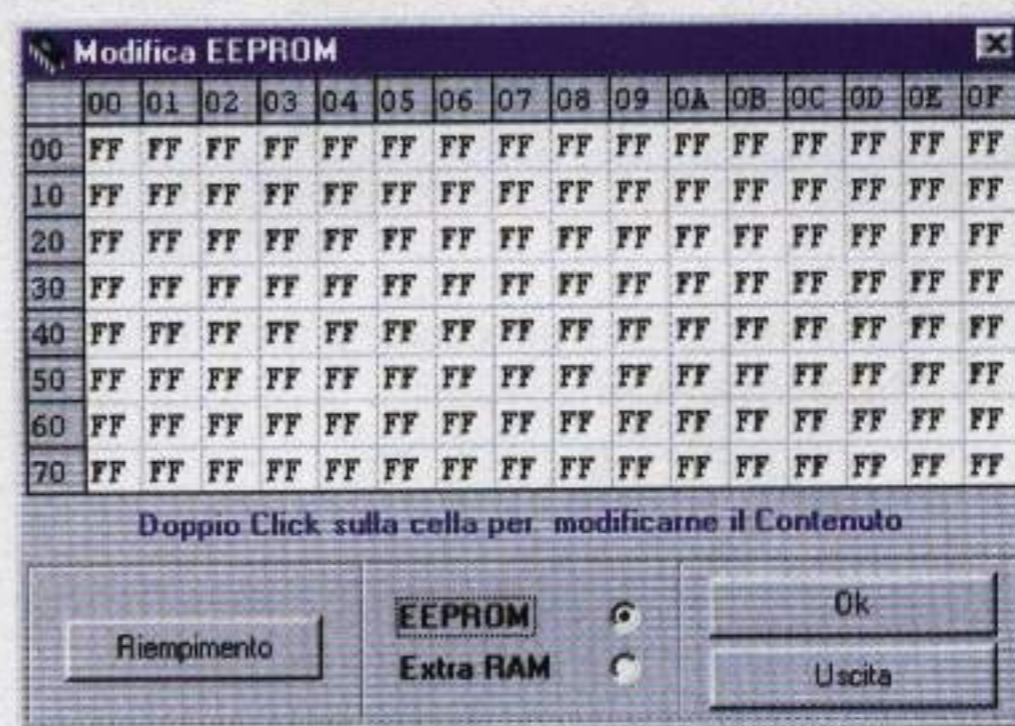 Modifica EEPROM
00 01 02 03 04 05 06 07 08 09 0A 0B 0C 0D 0E 0F
00 FF FF FF FF FF FF FF FF FF FF FF FF FF FF FF FF
10 FF FF FF FF FF FF FF FF FF FF FF FF FF FF FF FF
20 FF FF FF FF FF FF FF FF FF FF FF FF FF FF FF FF
30 FF FF FF FF FF FF FF FF FF FF FF FF FF FF FF FF
40 FF FF FF FF FF FF FF FF FF FF FF FF FF FF FF FF
50 FF FF FF FF FF FF FF FF FF FF FF FF FF FF FF FF
60 FF FF FF FF FF FF FF FF FF FF FF FF FF FF FF FF
70 FF FF FF FF FF FF FF FF FF FF FF FF FF FF FF FF
Doppio Click sulla cella per modificarne il Contenuto
Riempimento
EEPROM
Extra RAM
Ok
Uscita